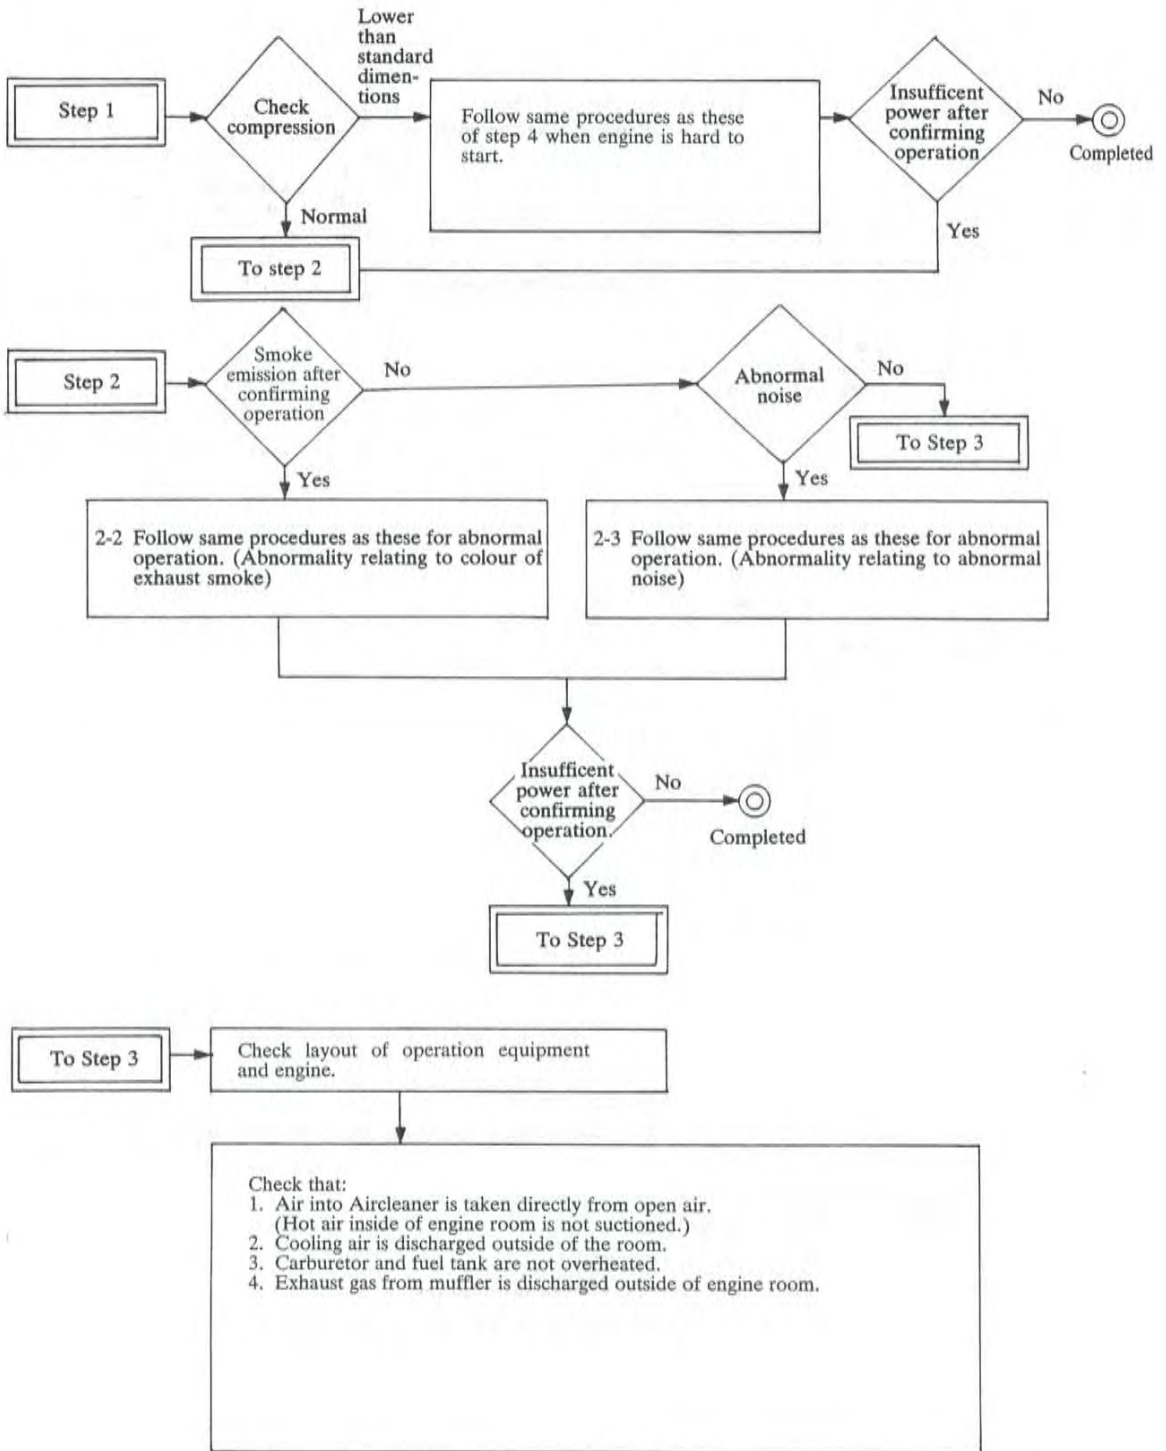 Lower
than
standard
dimen-
tions
Step 1
Check
compression
Follow same procedures as these
of step 4 when engine is hard to
start.
Insufficent
power after
confirming
operation
No
Completed
Normal
Yes
To step 2
Step 2
Smoke
emission after
confirming
operation
No
Abnormal
noise
No
To Step 3
Yes
Yes
2-2 Follow same procedures as these for abnormal
operation. (Abnormality relating to colour of
exhaust smoke)
2-3 Follow same procedures as these for abnormal
operation. (Abnormality relating to abnormal
noise)
Insufficent
power after
confirming
operation.
No
Completed
Yes
To Step 3
To Step 3
Check layout of operation equipment
and engine.
Check that:
1. Air into Aircleaner is taken directly from open air.
(Hot air inside of engine room is not suctioned.)
2. Cooling air is discharged outside of the room.
3. Carburetor and fuel tank are not overheated.
4. Exhaust gas from muffler is discharged outside of engine room.